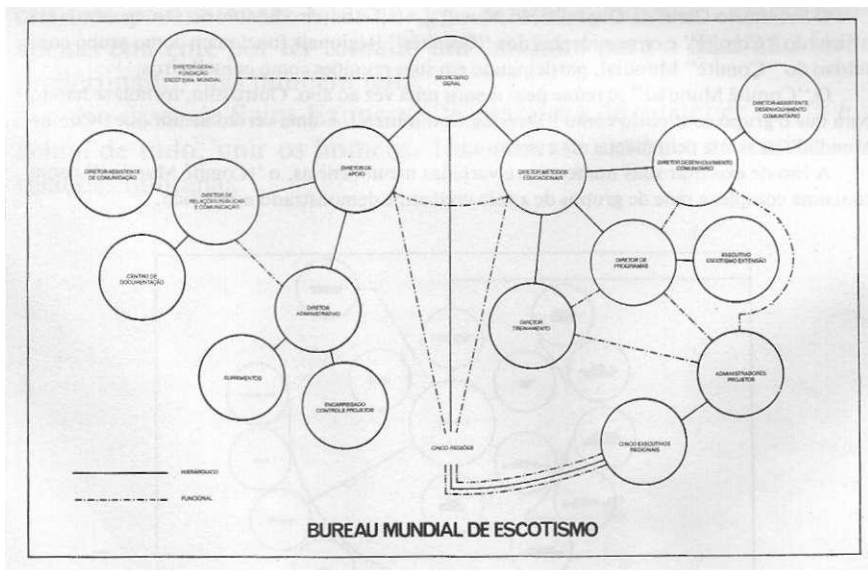 DIRETOR GERAL
FUNDAÇÃO
ESCOTEIRA MUNDIAL
SECRETÁRIO
GERAL
DIRETOR-ASSISTENTE
DESENVOLVIMENTO
COMUNITÁRIO
DIRETOR-ASSISTENTE
DE COMUNICAÇÃO
DIRETOR DE
RELAÇÕES PÚBLICAS
E COMUNICAÇÃO
DIRETOR DE
APOIO
DIRETOR MÉTODOS
EDUCACIONAIS
DIRETOR DESENVOLVIMENTO
COMUNITÁRIO
CENTRO DE
DOCUMENTAÇÃO
DIRETOR DE
PROGRAMAS
EXECUTIVO
ESCOTISMO EXTENSÃO
DIRETOR
ADMINISTRATIVO
DIRETOR
TREINAMENTO
SUPRIMENTOS
ENCARREGADO
CONTROLE PROJETOS
ADMINISTRADORES
PROJETOS
CINCO REGIÕES
CINCO EXECUTIVOS
REGIONAIS
HIERÁRQUICO
FUNCIONAL
BUREAU MUNDIAL DE ESCOTISMO